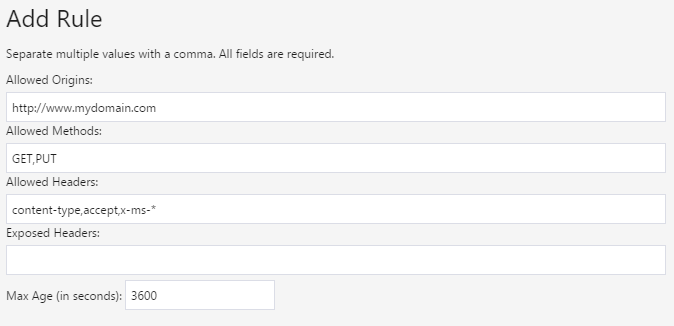 Add Rule
Separate multiple values with a comma. All fields are required.
Allowed Origins:
http://www.mydomain.com
Allowed Methods:
GET,PUT
Allowed Headers:
content-type,accept,x-ms-*
Exposed Headers:
Max Age (in seconds): 3600